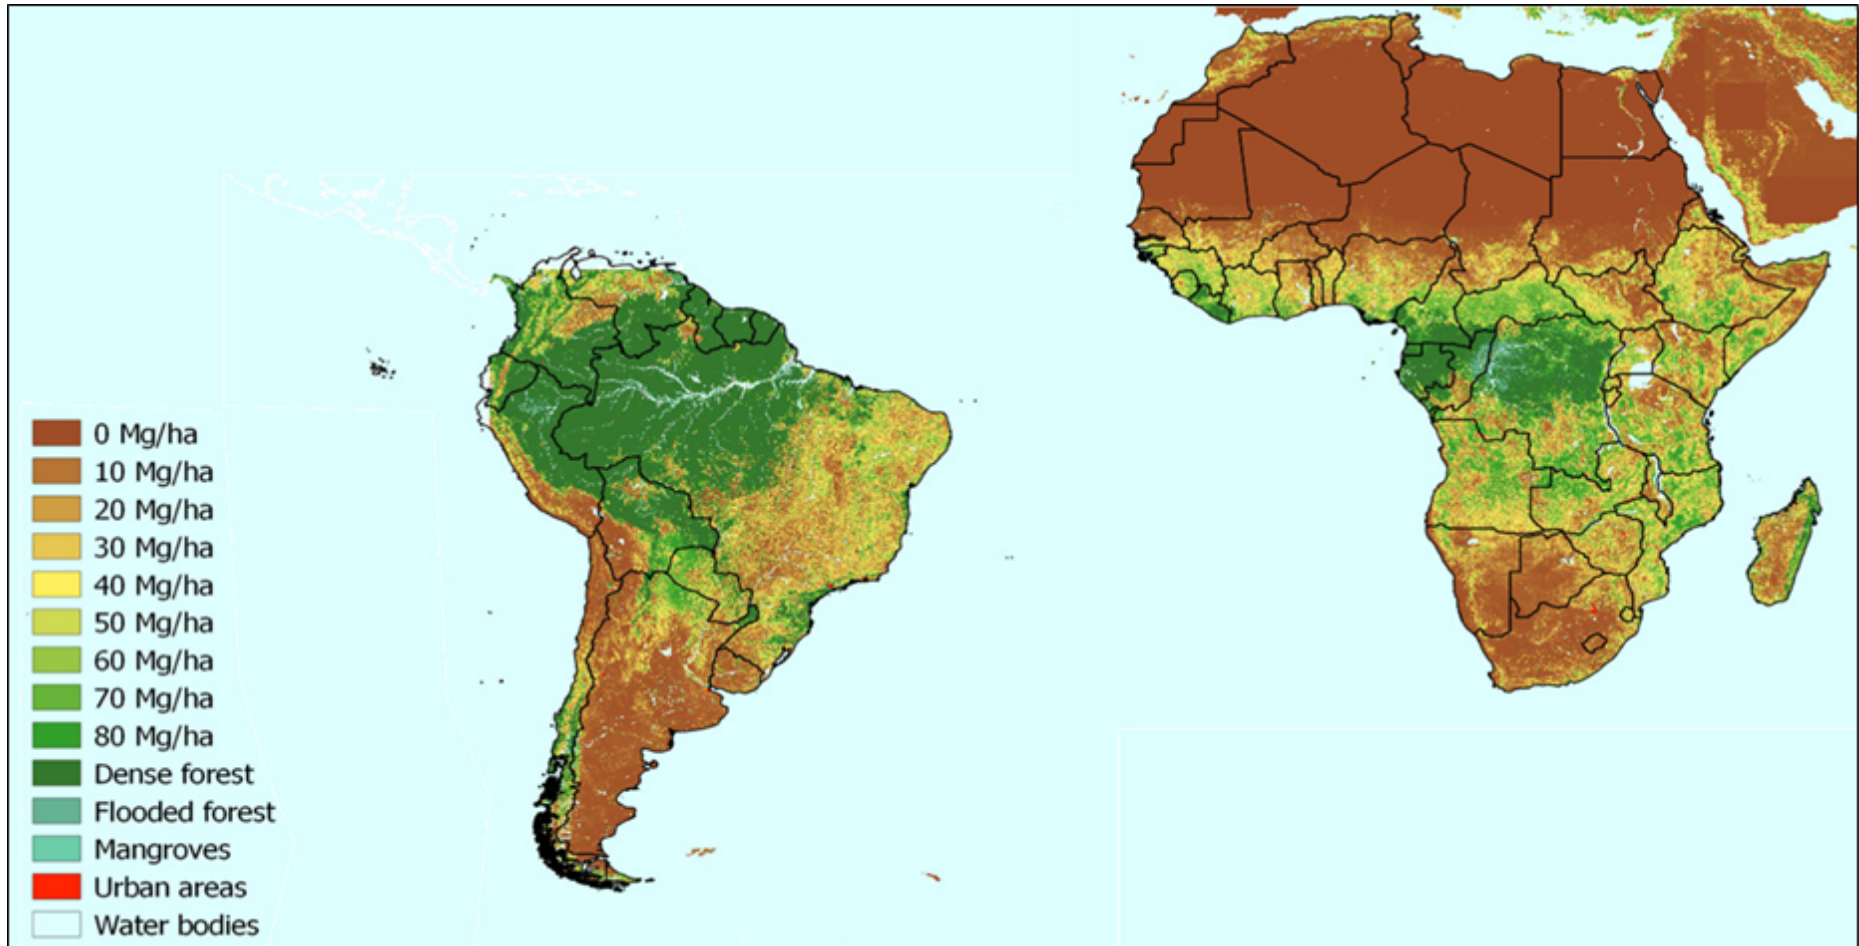 0 Mg/ha
10 Mg/ha
20 Mg/ha
30 Mg/ha
40 Mg/ha
50 Mg/ha
60 Mg/ha
70 Mg/ha
80 Mg/ha
Dense forest
Flooded forest
Mangroves
Urban areas
Water bodies